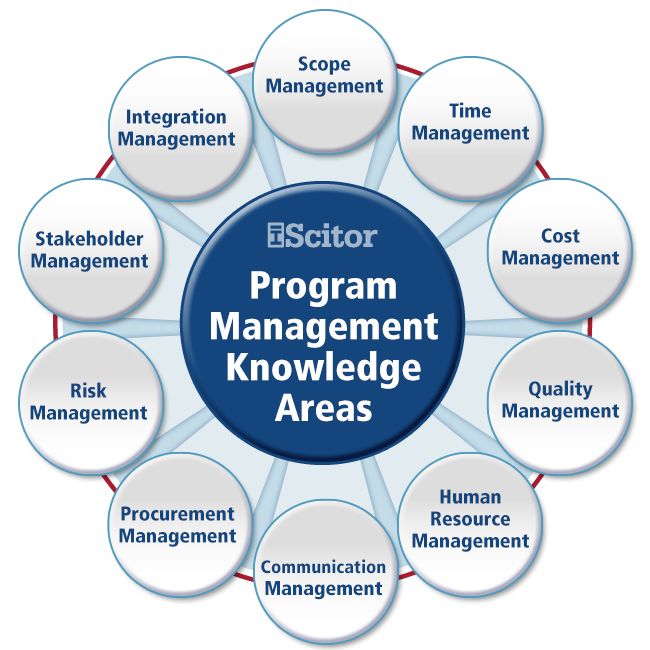 Scope
Management
Time
Management
Cost
Management
Quality
Management
Human
Resource
Management
Communication
Management
Procurement
Management
Risk
Management
Stakeholder
Management
Integration
Management
Scitor
Program
Management
Knowledge
Areas